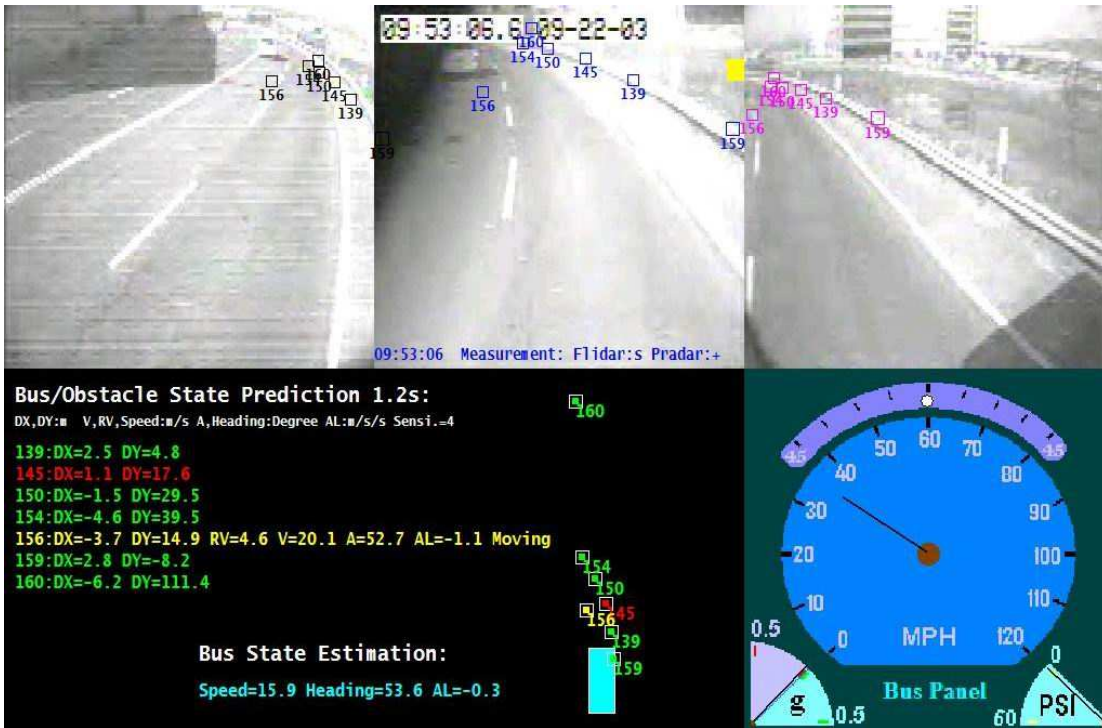 09:53:06.6 09-22-03
156
154
160
150
145
139
159
156
154
160
150
145
139
159
156
154
160
150
145
139
159
09:53:06 Measurement: Flidar:s Pradar:+
Bus/Obstacle State Prediction 1.2s:
DX,DY:m V,RV,Speed:m/s A,Heading:Degree AL:m/s/s Sensi.=4
139:DX=2.5 DY=4.8
145:DX=1.1 DY=17.6
150:DX=-1.5 DY=29.5
154:DX=-4.6 DY=39.5
156:DX=-3.7 DY=14.9 RV=4.6 V=20.1 A=52.7 AL=-1.1 Moving
159:DX=2.8 DY=-8.2
160:DX=-6.2 DY=111.4
160
154
150
145
156
139
159
Bus State Estimation:
Speed=15.9 Heading=53.6 AL=-0.3
45 45
0 10 20 30 40 50 60 70 80 90 100 110 120
MPH
Bus Panel
0.5
g
0.5
0
PSI
60